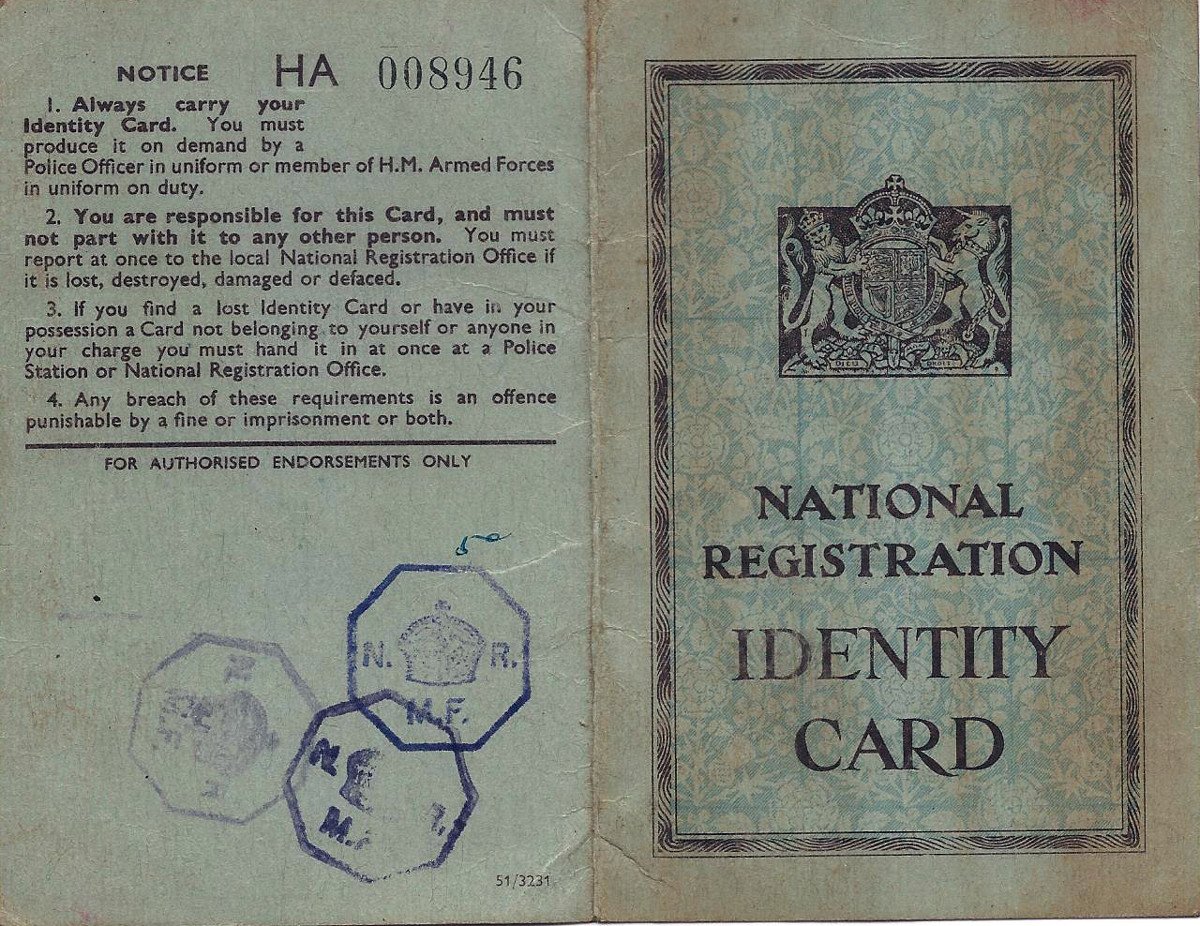 NOTICE HA 008946
1. Always carry your
Identity Card. You must
produce it on demand by a
Police Officer in uniform or member of H.M. Armed Forces
in uniform on duty.
2. You are responsible for this Card, and must
not part with it to any other person. You must
report at once to the local National Registration Office if
it is lost, destroyed, damaged or defaced.
3. If you find a lost Identity Card or have in your
possession a Card not belonging to yourself or anyone in
your charge you must hand it in at once at a Police
Station or National Registration Office.
4. Any breach of these requirements is an offence
punishable by a fine or imprisonment or both.
FOR AUTHORISED ENDORSEMENTS ONLY
N. R.
M.F.
51/3231
NATIONAL
REGISTRATION
IDENTITY
CARD